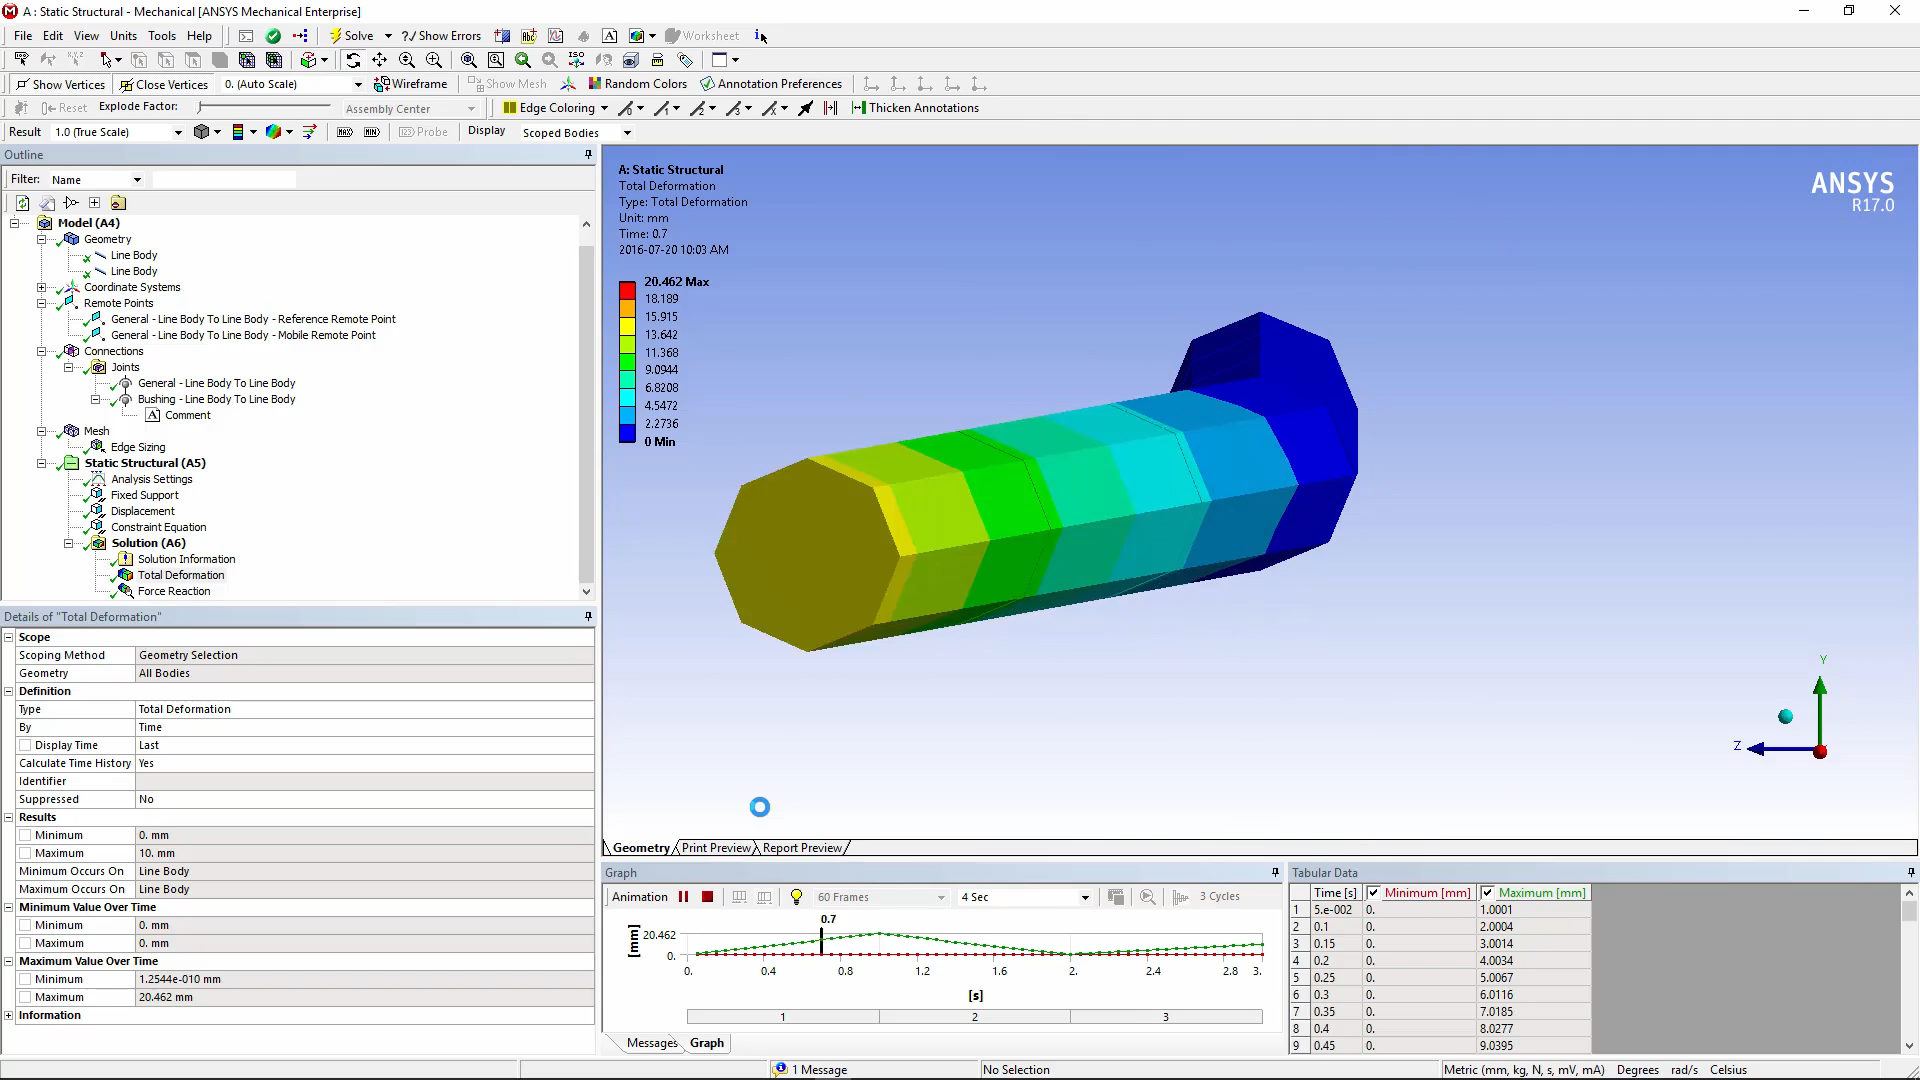 A : Static Structural - Mechanical [ANSYS Mechanical Enterprise]
File Edit View Units Tools Help Solve ?/ Show Errors Worksheet
Show Vertices Close Vertices 0. (Auto Scale) Wireframe Show Mesh Random Colors Annotation Preferences
Reset Explode Factor: Assembly Center Edge Coloring Thicken Annotations
Result 1.0 (True Scale) MAX MIN Probe Display Scoped Bodies
Outline
Filter: Name
Model (A4)
Geometry
Line Body
Line Body
Coordinate Systems
Remote Points
General - Line Body To Line Body - Reference Remote Point
General - Line Body To Line Body - Mobile Remote Point
Connections
Joints
General - Line Body To Line Body
Bushing - Line Body To Line Body
Comment
Mesh
Edge Sizing
Static Structural (A5)
Analysis Settings
Fixed Support
Displacement
Constraint Equation
Solution (A6)
Solution Information
Total Deformation
Force Reaction
Details of "Total Deformation"
Scope
Scoping Method Geometry Selection
Geometry All Bodies
Definition
Type Total Deformation
By Time
Display Time Last
Calculate Time History Yes
Identifier
Suppressed No
Results
Minimum 0. mm
Maximum 10. mm
Minimum Occurs On Line Body
Maximum Occurs On Line Body
Minimum Value Over Time
Minimum 0. mm
Maximum 0. mm
Maximum Value Over Time
Minimum 1.2544e-010 mm
Maximum 20.462 mm
Information
A: Static Structural
Total Deformation
Type: Total Deformation
Unit: mm
Time: 0.7
2016-07-20 10:03 AM
20.462 Max
18.189
15.915
13.642
11.368
9.0944
6.8208
4.5472
2.2736
0 Min
ANSYS
R17.0
Y
Z
Geometry Print Preview Report Preview
Graph
Animation 60 Frames 4 Sec 3 Cycles
0.7
[mm]
20.462
0.
0. 0.4 0.8 1.2 1.6 2. 2.4 2.8 3.
[s]
1 2 3
Messages Graph
Tabular Data
Time [s] Minimum [mm] Maximum [mm]
1 5.e-002 0. 1.0001
2 0.1 0. 2.0004
3 0.15 0. 3.0014
4 0.2 0. 4.0034
5 0.25 0. 5.0067
6 0.3 0. 6.0116
7 0.35 0. 7.0185
8 0.4 0. 8.0277
9 0.45 0. 9.0395
1 Message No Selection Metric (mm, kg, N, s, mV, mA) Degrees rad/s Celsius